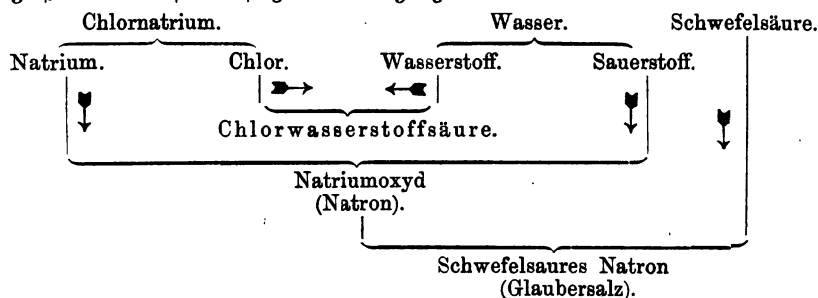 Chlornatrium. Wasser. Schwefelsäure.
Natrium. Chlor. Wasserstoff. Sauerstoff.
Chlorwasserstoffsäure.
Natriumoxyd
(Natron).
Schwefelsaures Natron
(Glaubersalz).